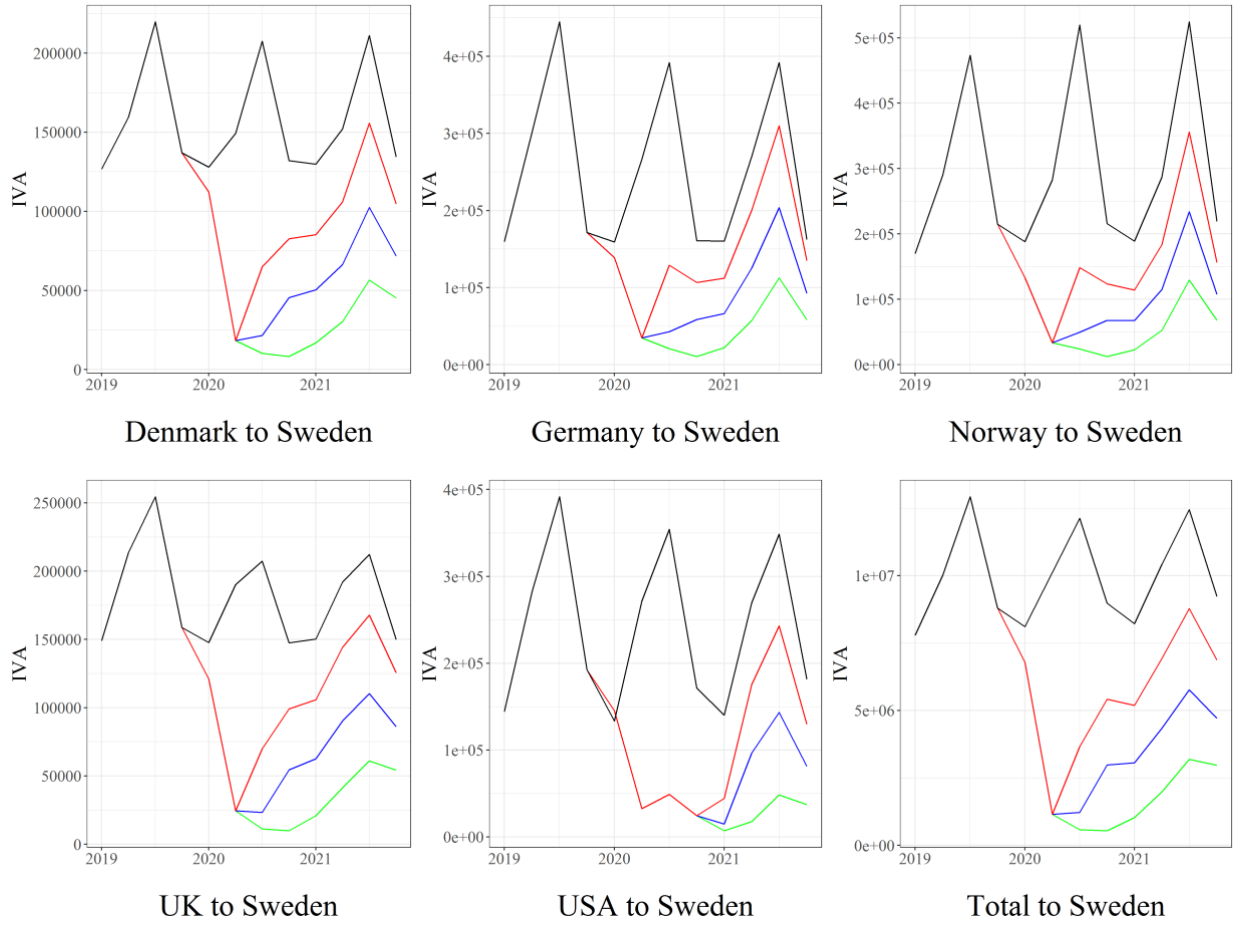 200000
150000
100000
50000
0
IVA
2019
2020
2021
Denmark to Sweden
4e+05
3e+05
2e+05
1e+05
0e+00
IVA
2019
2020
2021
Germany to Sweden
5e+05
4e+05
3e+05
2e+05
1e+05
0e+00
IVA
2019
2020
2021
Norway to Sweden
250000
200000
150000
100000
50000
0
IVA
2019
2020
2021
UK to Sweden
4e+05
3e+05
2e+05
1e+05
0e+00
IVA
2019
2020
2021
USA to Sweden
1e+07
5e+06
0e+00
IVA
2019
2020
2021
Total to Sweden